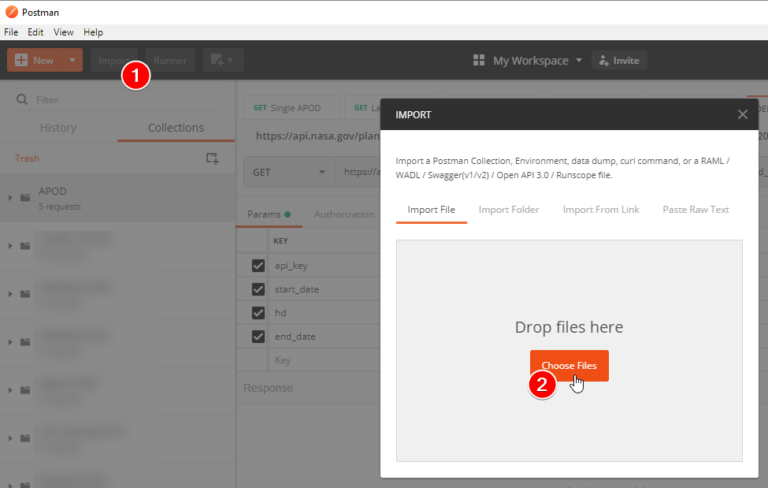 Postman
File Edit View Help
New Import Runner My Workspace Invite
1
Filter
History Collections
Trash
APOD
5 requests
GET Single APOD GET La
https://api.nasa.gov/plan
GET https://a
Params Authorization
KEY
api_key
start_date
hd
end_date
Key
Response
IMPORT
Import a Postman Collection, Environment, data dump, curl command, or a RAML /
WADL / Swagger(v1/v2) / Open API 3.0 / Runscope file.
Import File Import Folder Import From Link Paste Raw Text
Drop files here
Choose Files
2